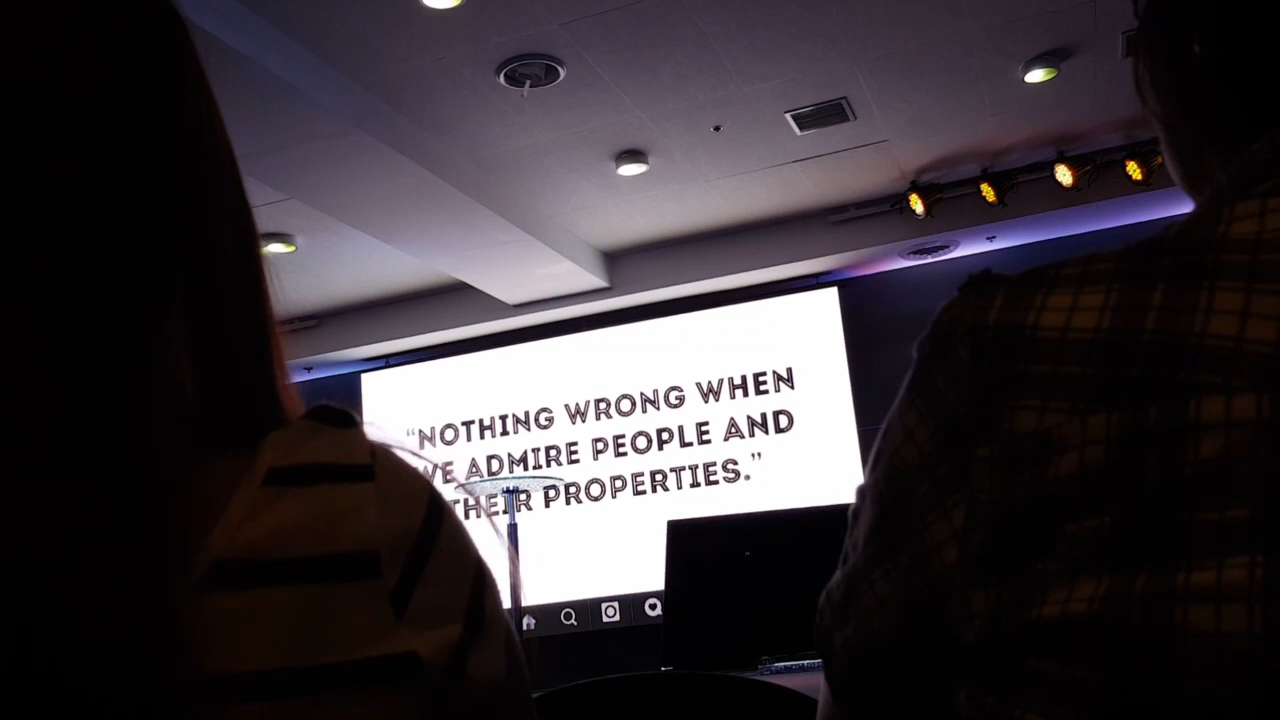 “NOTHING WRONG WHEN
WE ADMIRE PEOPLE AND
THEIR PROPERTIES.”